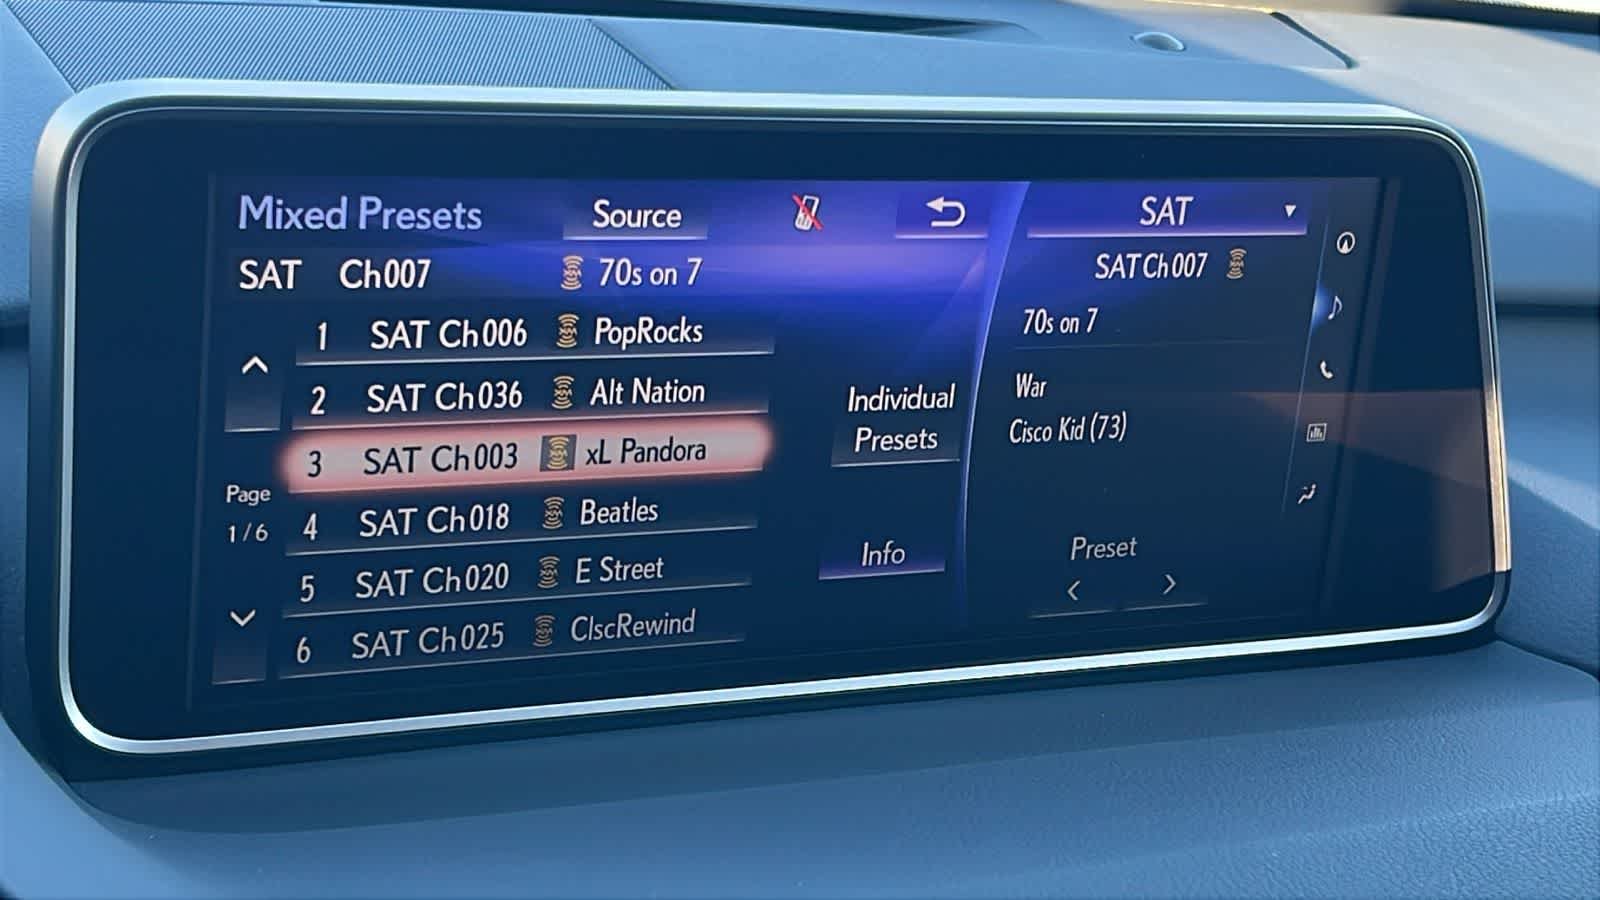 Mixed Presets Source SAT
SAT Ch007 70s on 7 SAT Ch007
1 SAT Ch006 PopRocks 70s on 7
2 SAT Ch036 Alt Nation Individual Presets War
3 SAT Ch003 xL Pandora Cisco Kid (73)
Page 1/6
4 SAT Ch018 Beatles
5 SAT Ch020 E Street Info Preset
6 SAT Ch025 ClscRewind